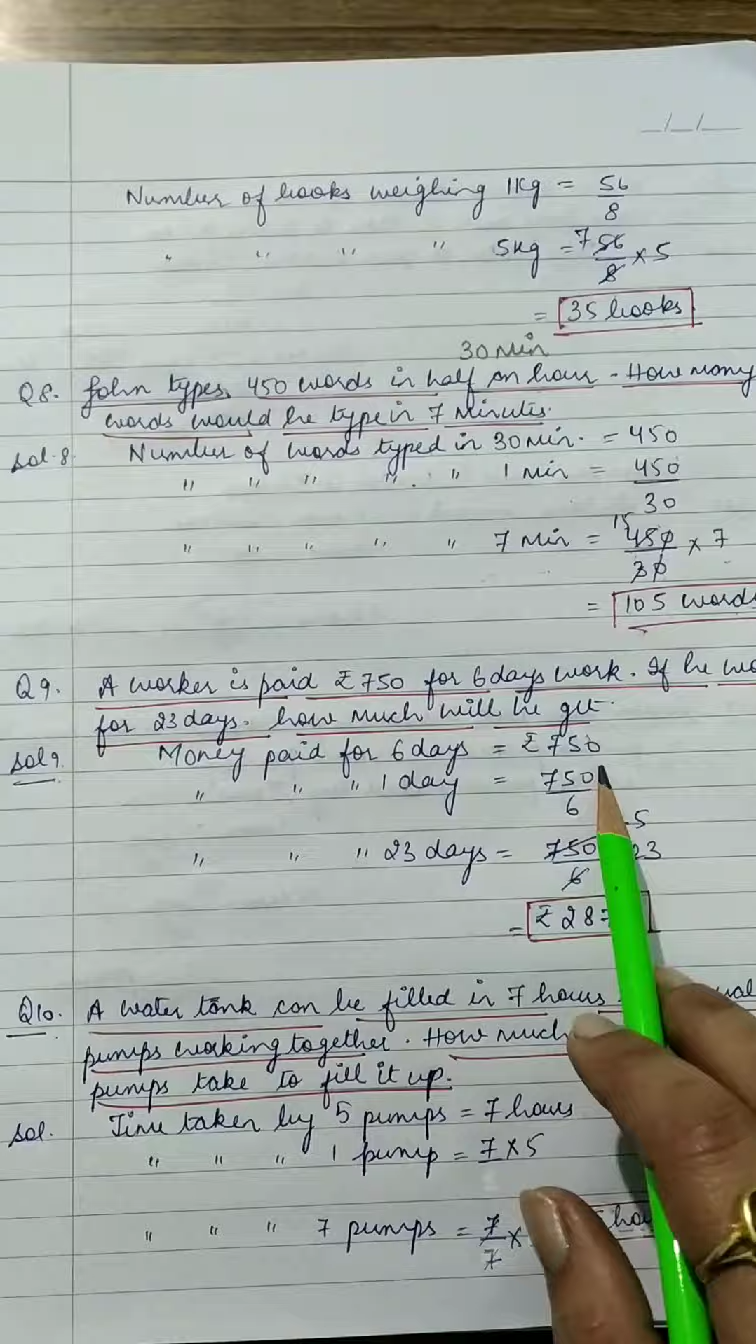 _/_/_
Number of books weighing 1Kg = 56/8
" " " " 5Kg = 7 56/8 × 5
= 35 books
30 Min
Q8. John types 450 words in half an hour. How many
words would he type in 7 minutes.
Sol.8 Number of words typed in 30 min. = 450
" " " " " 1 Min = 450/30
" " " " " 7 Min = 15 450/30 × 7
= 105 words
Q9. A worker is paid ₹750 for 6 days work. If he
for 23 days. how much will he get.
Sol 9 Money paid for 6 days = ₹750
" " " 1 day = 750/6
" " " 23 days = 750/6 23
= ₹ 287
Q10. A water tank can be filled in 7 hours
pumps working together. How much
pumps take to fill it up.
Sol. Time taken by 5 pumps = 7 hours
" " " 1 pump = 7 × 5
" " " 7 pumps = 7/7 ×